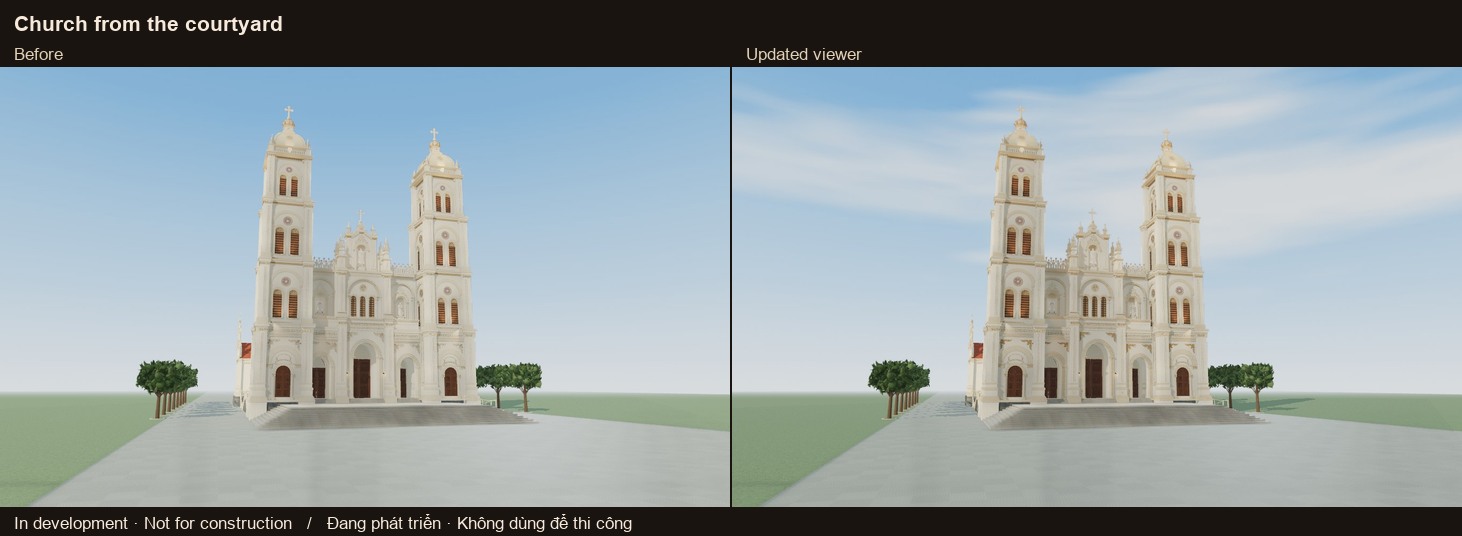 Church from the courtyard
Before
Updated viewer
In development · Not for construction / Đang phát triển · Không dùng để thi công